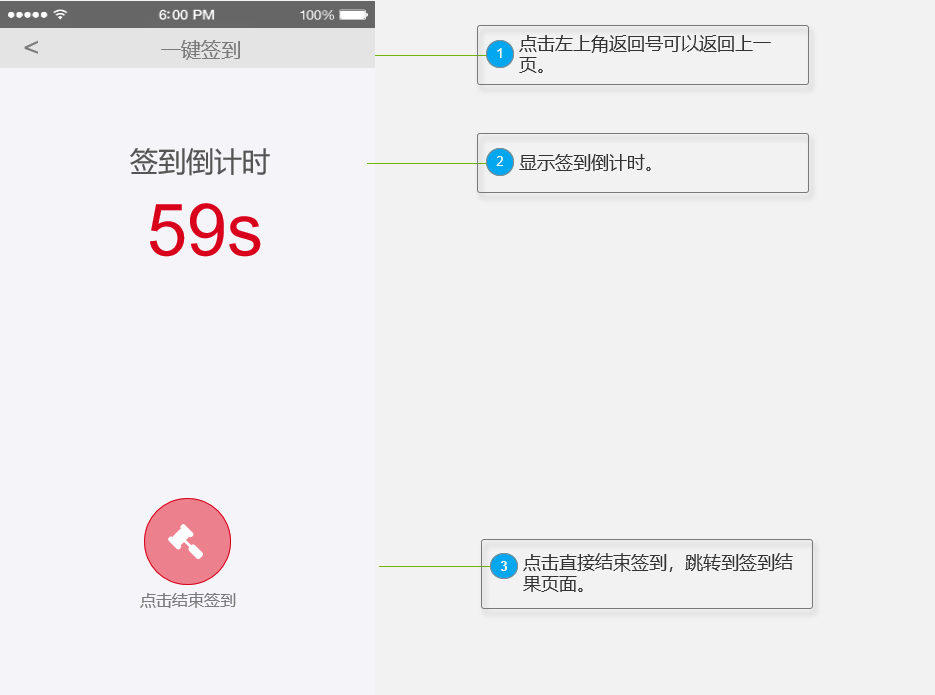 6:00 PM
100%
<
一键签到
1 点击左上角返回号可以返回上一
页。
签到倒计时
2 显示签到倒计时。
59s
3 点击直接结束签到，跳转到签到结
果页面。
点击结束签到